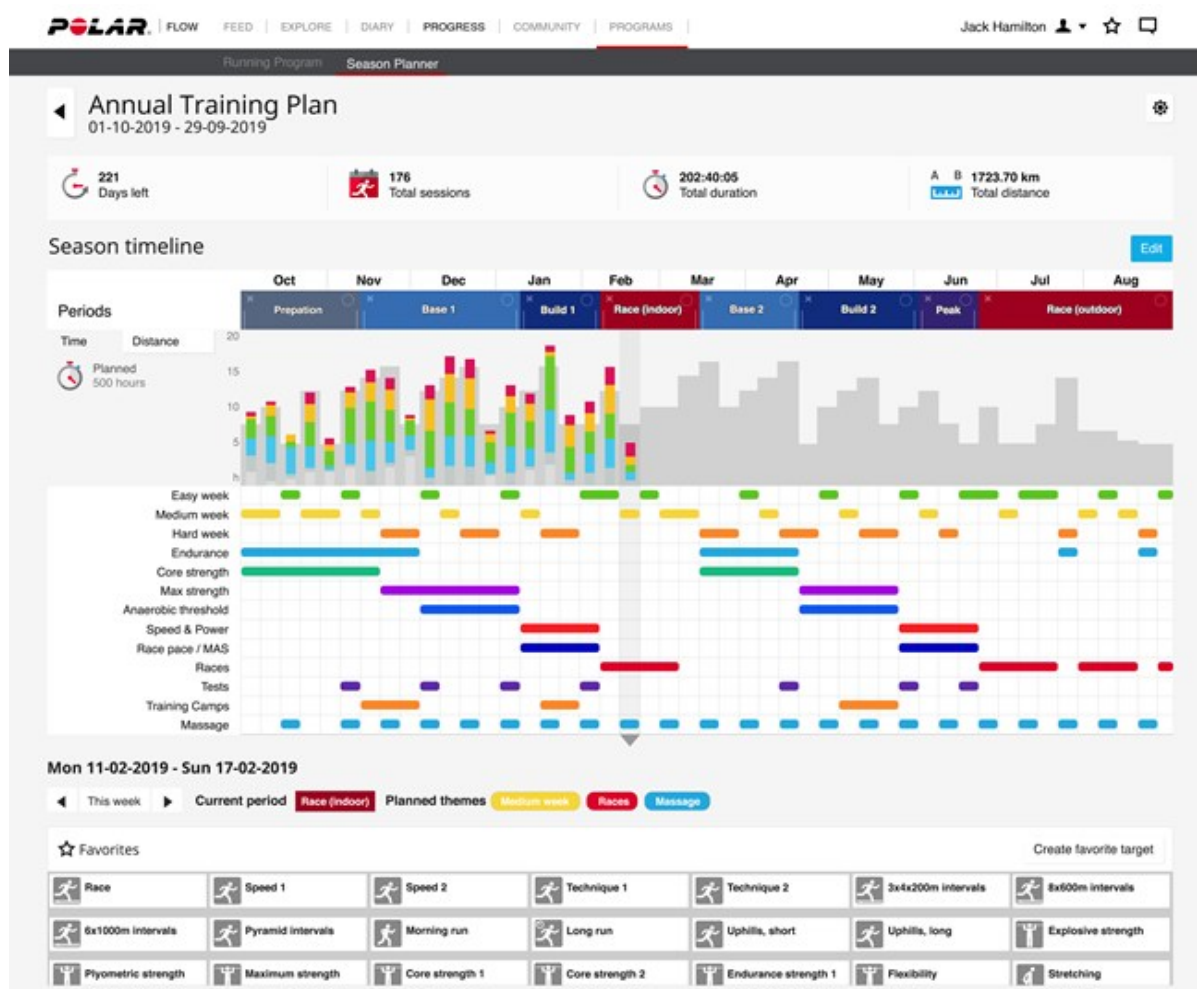 POLAR. FLOW FEED EXPLORE DIARY PROGRESS COMMUNITY PROGRAMS Jack Hamilton
Running Program Season Planner
Annual Training Plan
01-10-2019 - 29-09-2019
221
Days left
176
Total sessions
202:40:05
Total duration
A B 1723.70 km
Total distance
Season timeline Edit
Oct Nov Dec Jan Feb Mar Apr May Jun Jul Aug
Periods Prepation Base 1 Build 1 Race (indoor) Base 2 Build 2 Peak Race (outdoor)
Time Distance
Planned
500 hours
20
15
10
5
h
Easy week
Medium week
Hard week
Endurance
Core strength
Max strength
Anaerobic threshold
Speed & Power
Race pace / MAS
Races
Tests
Training Camps
Massage
Mon 11-02-2019 - Sun 17-02-2019
This week Current period Race (indoor) Planned themes Medium week Races Massage
Favorites Create favorite target
Race Speed 1 Speed 2 Technique 1 Technique 2 3x4x200m intervals 8x600m intervals
6x1000m intervals Pyramid intervals Morning run Long run Uphills, short Uphills, long Explosive strength
Plyometric strength Maximum strength Core strength 1 Core strength 2 Endurance strength 1 Flexibility Stretching